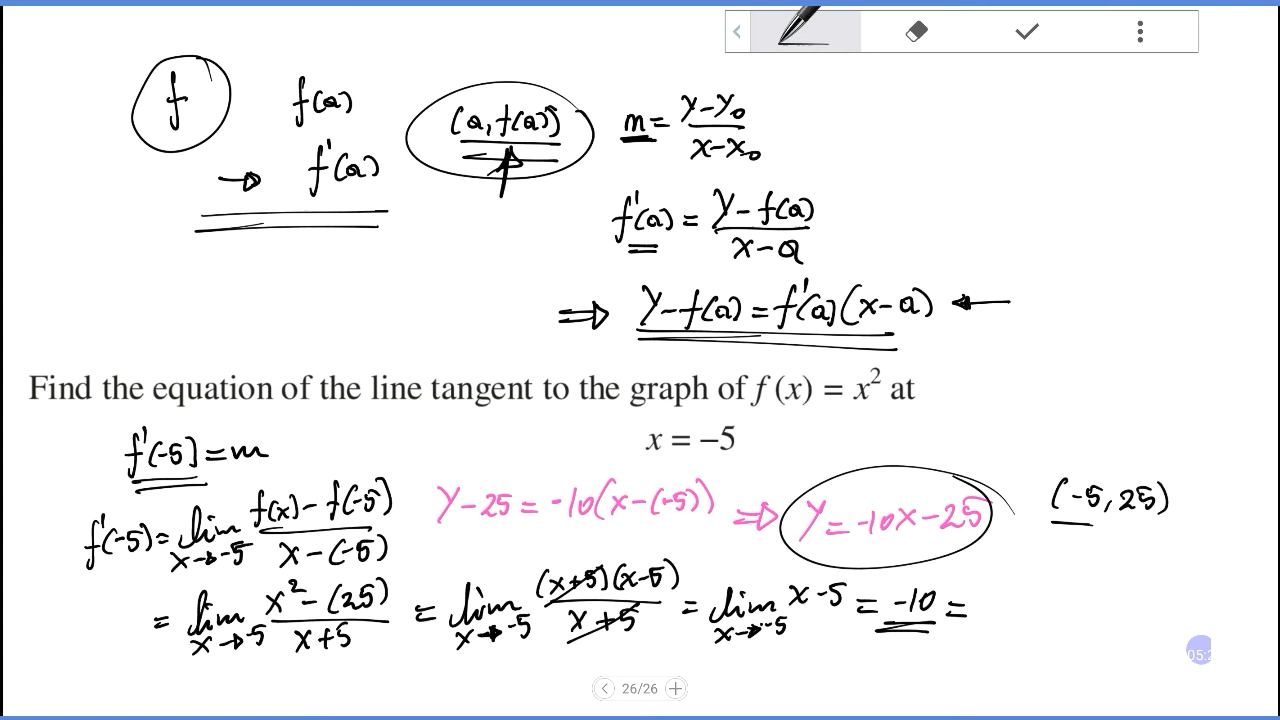 f f(a) (a, f(a)) m = y-y₀/x-x₀
→ f'(a)
f'(a) = y-f(a)/x-a
⇒ y-f(a) = f'(a)(x-a) ←
Find the equation of the line tangent to the graph of f (x) = x² at
x = −5
f'(-5) = m
y-25 = -10(x-(-5)) ⇒ y = -10x-25 (-5, 25)
f'(-5) = lim x→-5 f(x)-f(-5)/x-(-5)
= lim x→-5 x²-(25)/x+5 = lim x→-5 (x+5)(x-5)/x+5 = lim x→-5 x-5 = -10 =
05:2
26/26